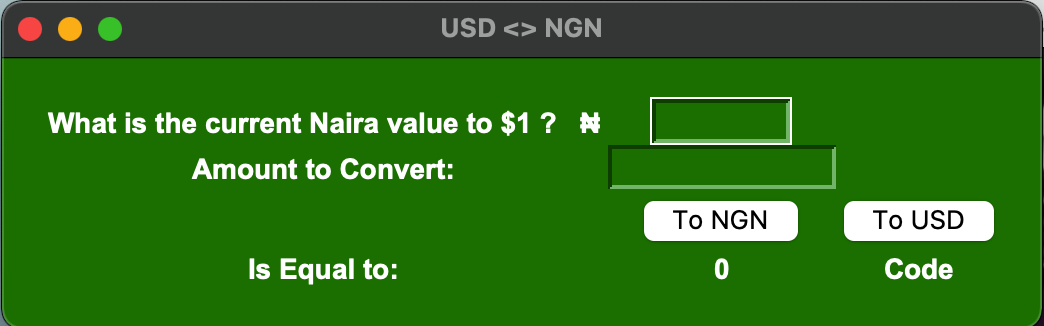 USD <> NGN
What is the current Naira value to $1 ? ₦
Amount to Convert:
To NGN To USD
Is Equal to: 0 Code